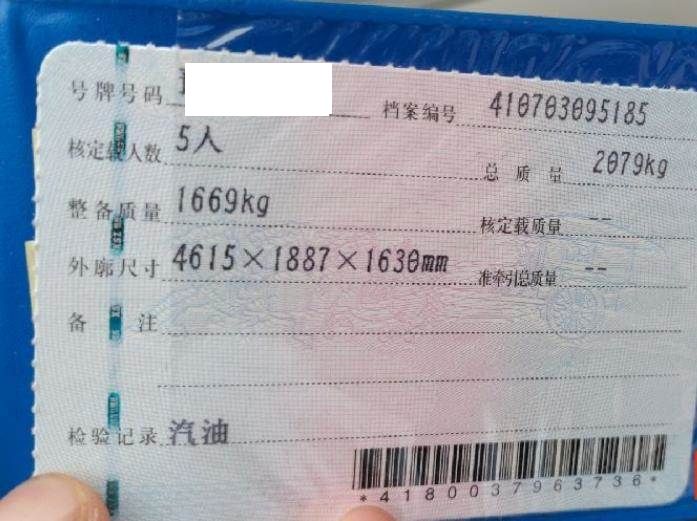 号牌号码 档案编号 410703095185
核定载人数 5人 总质量 2079kg
整备质量 1669kg 核定载质量 --
外廓尺寸 4615×1887×1630mm 准牵引总质量 --
备注
检验记录 汽油
*4180037963736*